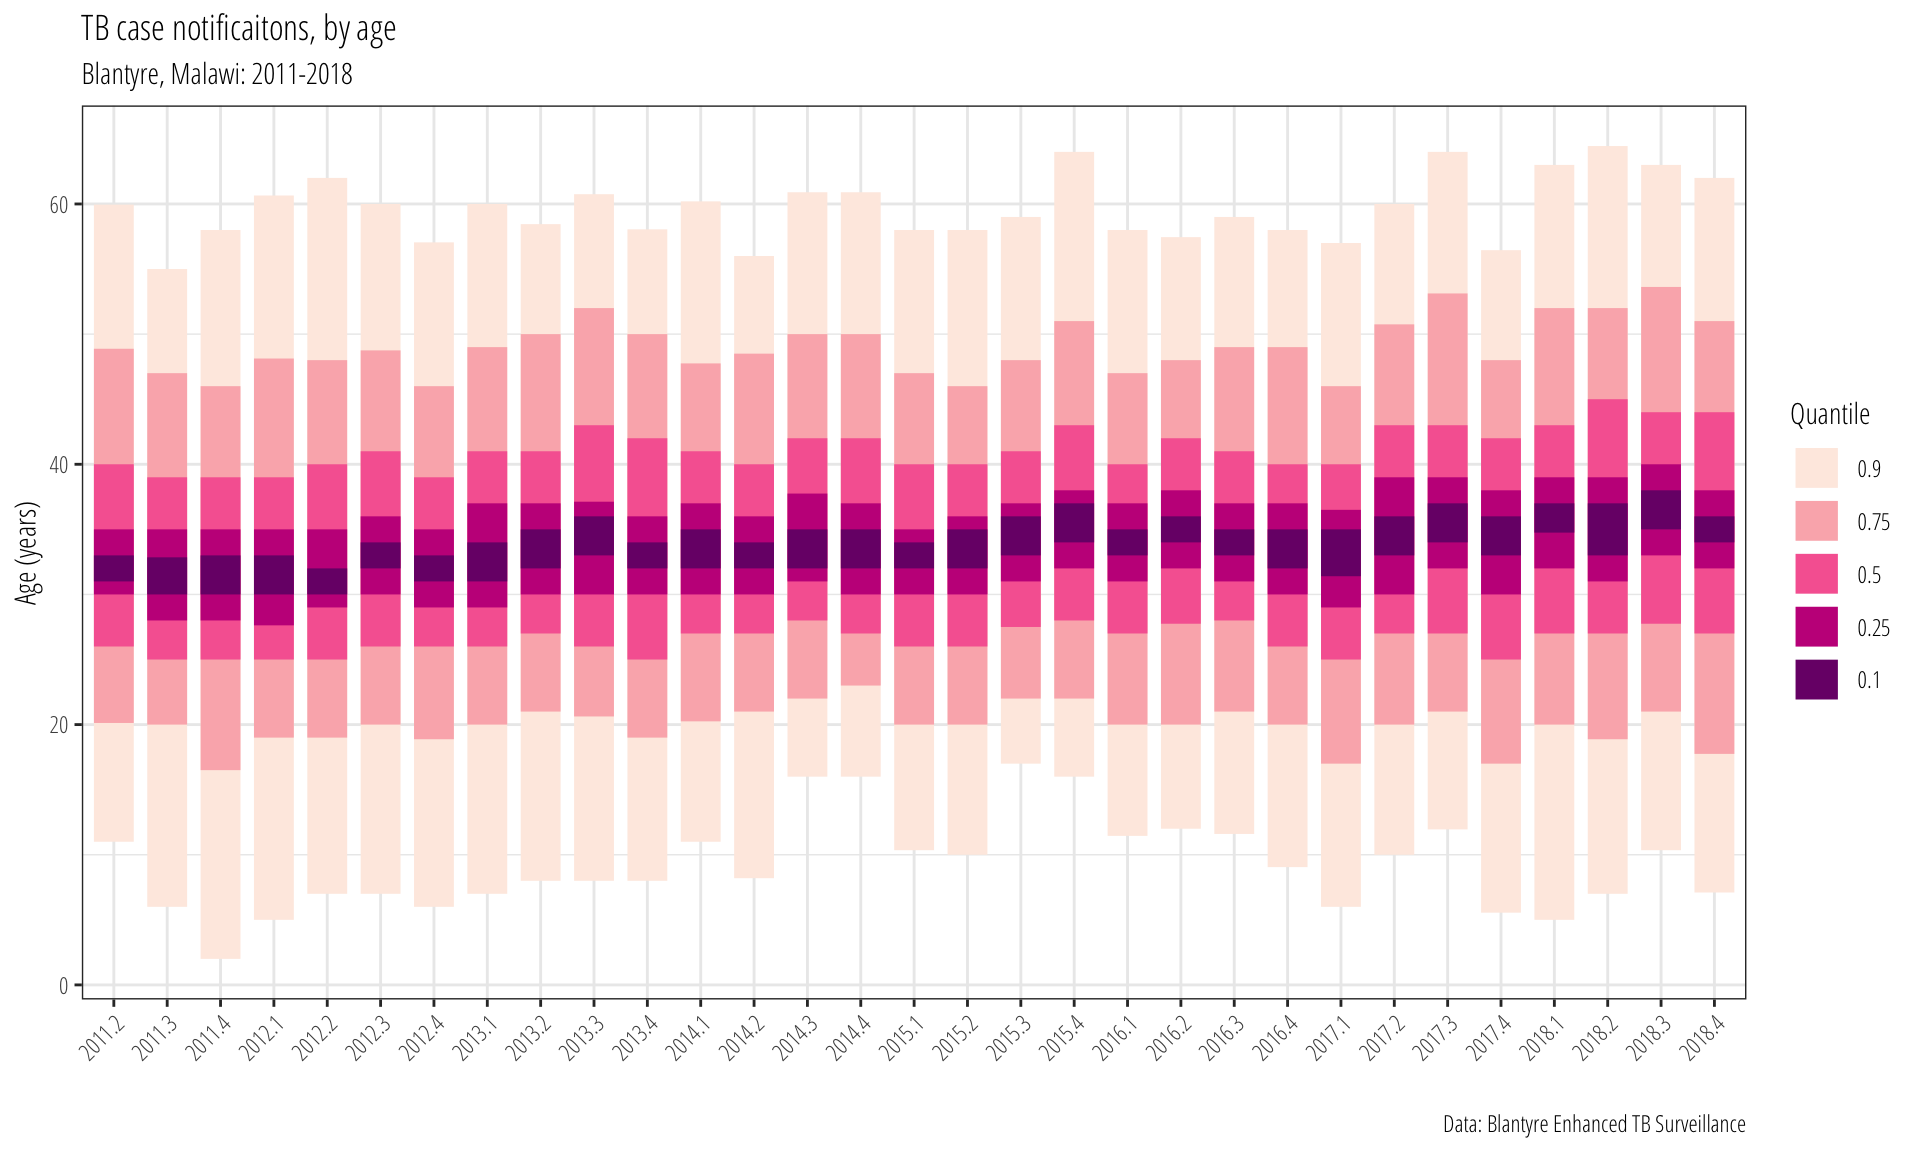 TB case notificaitons, by age
Blantyre, Malawi: 2011-2018
Age (years)
60
40
20
0
2011.2 2011.3 2011.4 2012.1 2012.2 2012.3 2012.4 2013.1 2013.2 2013.3 2013.4 2014.1 2014.2 2014.3 2014.4 2015.1 2015.2 2015.3 2015.4 2016.1 2016.2 2016.3 2016.4 2017.1 2017.2 2017.3 2017.4 2018.1 2018.2 2018.3 2018.4
Quantile
0.9
0.75
0.5
0.25
0.1
Data: Blantyre Enhanced TB Surveillance